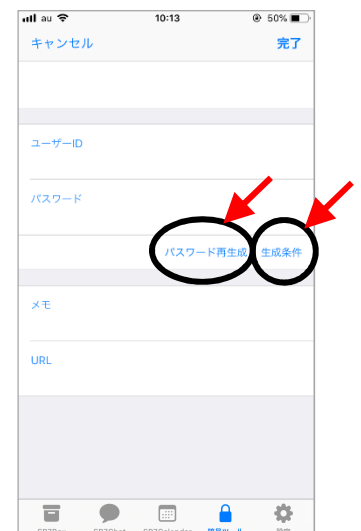 au 10:13 50%
キャンセル 完了
ユーザーID
パスワード
パスワード再生成 生成条件
メモ
URL